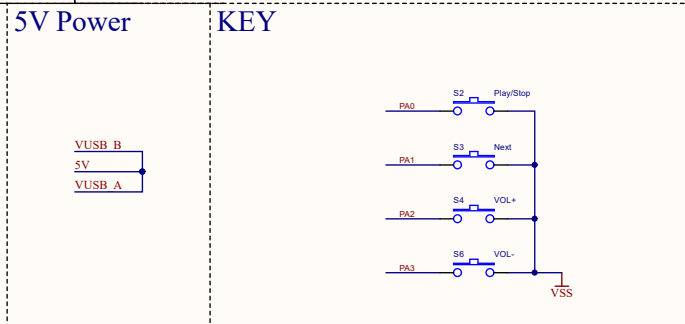 5V Power
KEY
VUSB_B
5V
VUSB_A
S2 Play/Stop
PA0
S3 Next
PA1
S4 VOL+
PA2
S6 VOL-
PA3
VSS